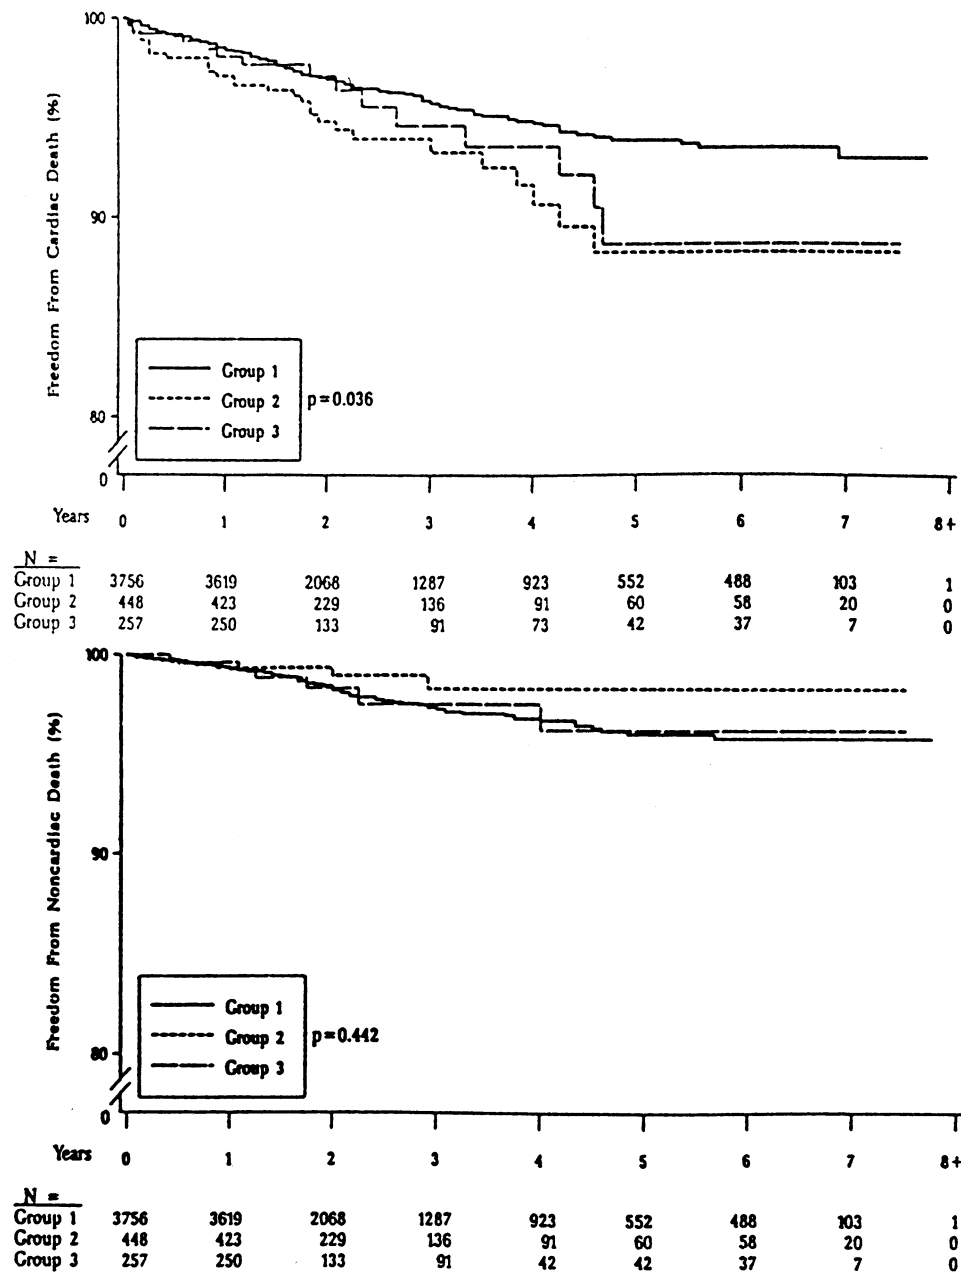 100
90
80
0
Freedom From Cardiac Death (%)
Group 1
Group 2
Group 3
p=0.036
Years 0 1 2 3 4 5 6 7 8+
N =
Group 1 3756 3619 2068 1287 923 552 488 103 1
Group 2 448 423 229 136 91 60 58 20 0
Group 3 257 250 133 91 73 42 37 7 0
100
90
80
0
Freedom From Noncardiac Death (%)
Group 1
Group 2
Group 3
p=0.442
Years 0 1 2 3 4 5 6 7 8+
N =
Group 1 3756 3619 2068 1287 923 552 488 103 1
Group 2 448 423 229 136 91 60 58 20 0
Group 3 257 250 133 91 42 42 37 7 0